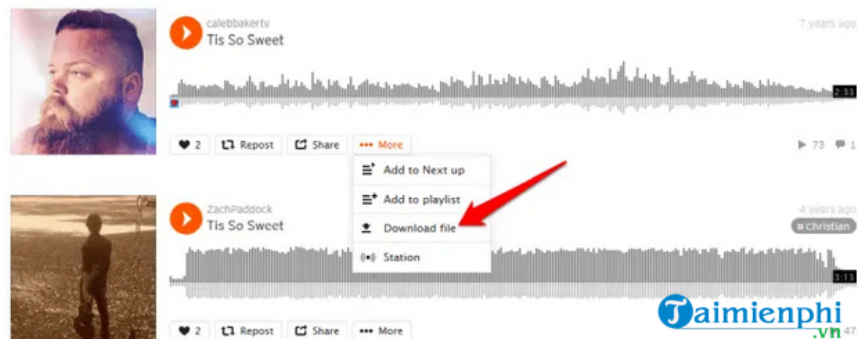 calebbakertv
7 years ago
Tis So Sweet
2:33
2 Repost Share More
73 1
Add to Next up
Add to playlist
Download file
Station
ZachPaddock
4 years ago
Tis So Sweet
# Christian
3:13
2 Repost Share More
47
Taimienphi
.vn